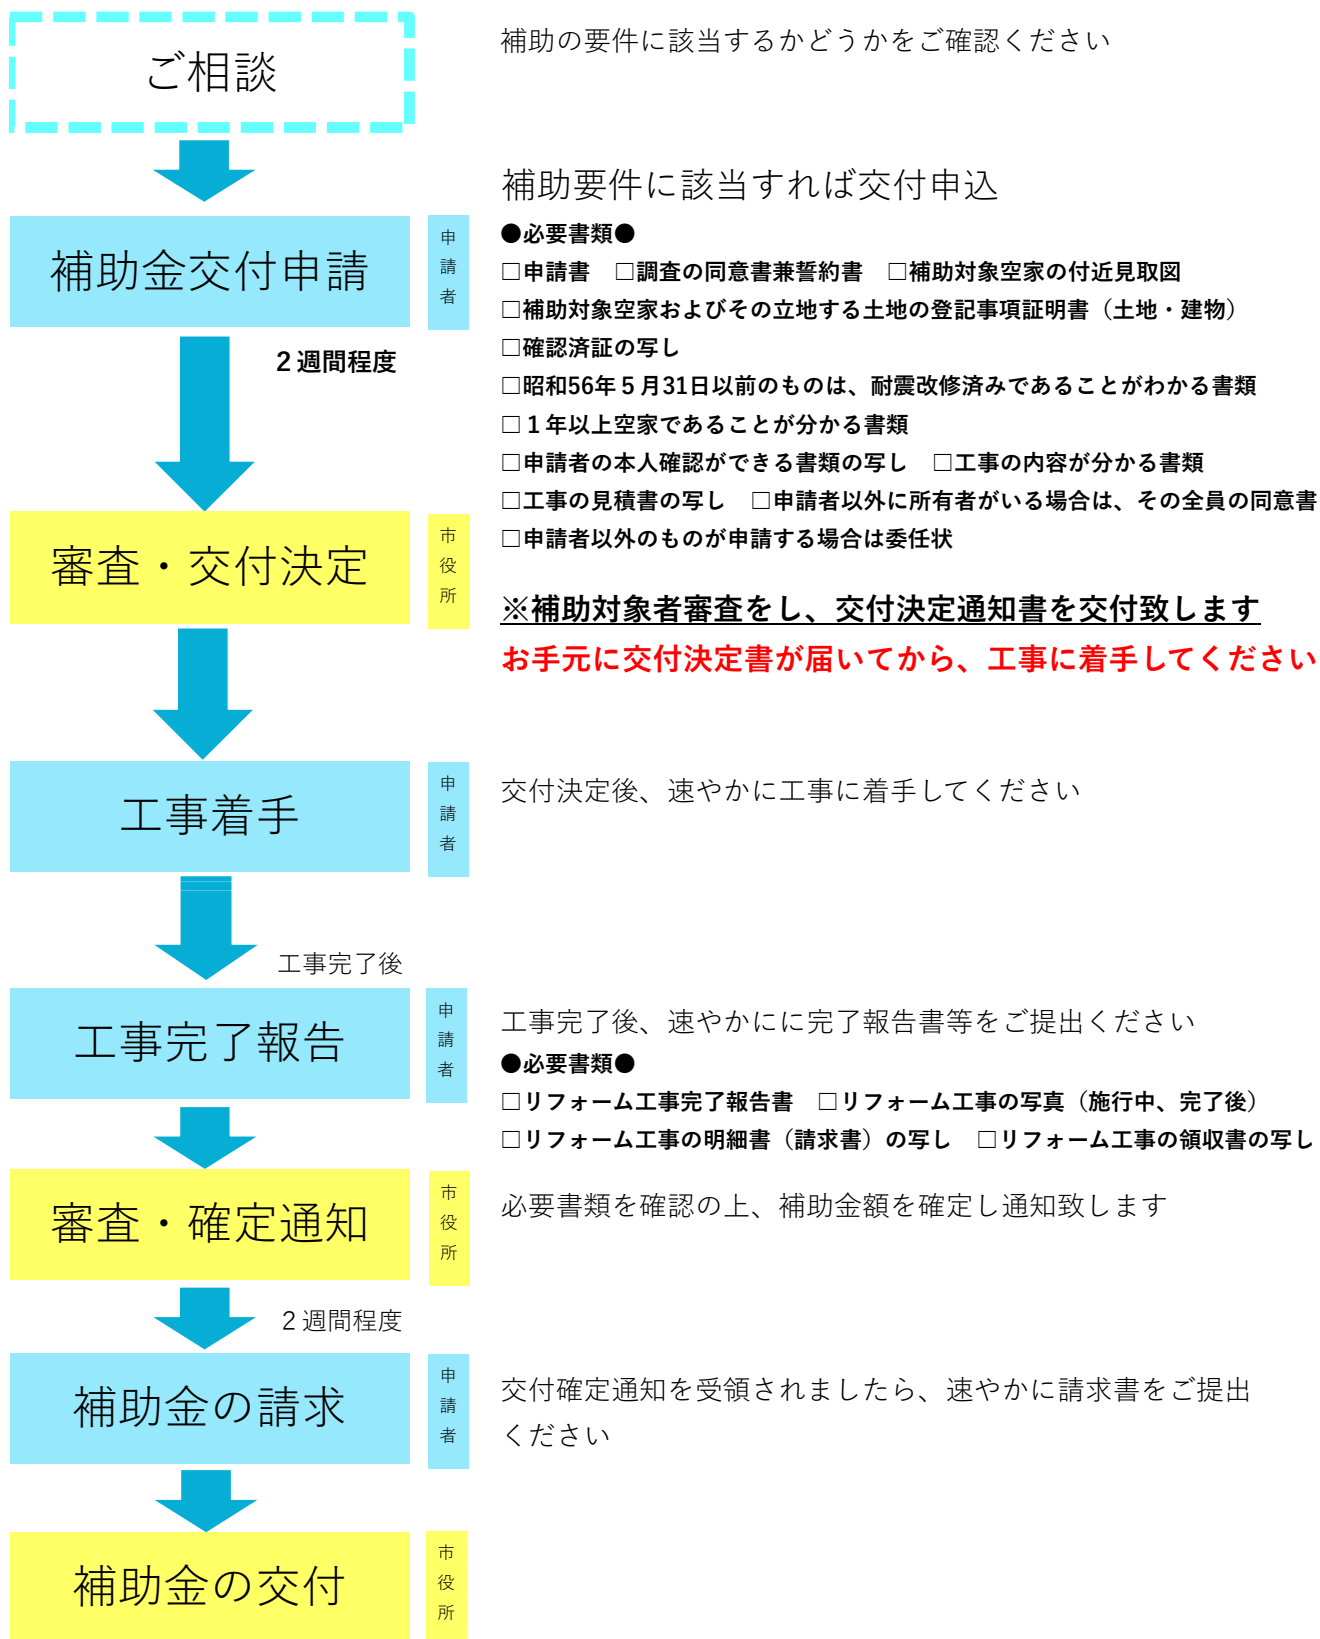 ご相談
補助の要件に該当するかどうかをご確認ください
補助要件に該当すれば交付申込
補助金交付申請
申請者
●必要書類●
□申請書　□調査の同意書兼誓約書　□補助対象空家の付近見取図
□補助対象空家およびその立地する土地の登記事項証明書（土地・建物）
□確認済証の写し
２週間程度
□昭和56年５月31日以前のものは、耐震改修済みであることがわかる書類
□１年以上空家であることが分かる書類
□申請者の本人確認ができる書類の写し　□工事の内容が分かる書類
□工事の見積書の写し　□申請者以外に所有者がいる場合は、その全員の同意書
□申請者以外のものが申請する場合は委任状
審査・交付決定
市役所
※補助対象者審査をし、交付決定通知書を交付致します
お手元に交付決定書が届いてから、工事に着手してください
工事着手
申請者
交付決定後、速やかに工事に着手してください
工事完了後
工事完了報告
申請者
工事完了後、速やかにに完了報告書等をご提出ください
●必要書類●
□リフォーム工事完了報告書　□リフォーム工事の写真（施行中、完了後）
□リフォーム工事の明細書（請求書）の写し　□リフォーム工事の領収書の写し
審査・確定通知
市役所
必要書類を確認の上、補助金額を確定し通知致します
２週間程度
補助金の請求
申請者
交付確定通知を受領されましたら、速やかに請求書をご提出
ください
補助金の交付
市役所